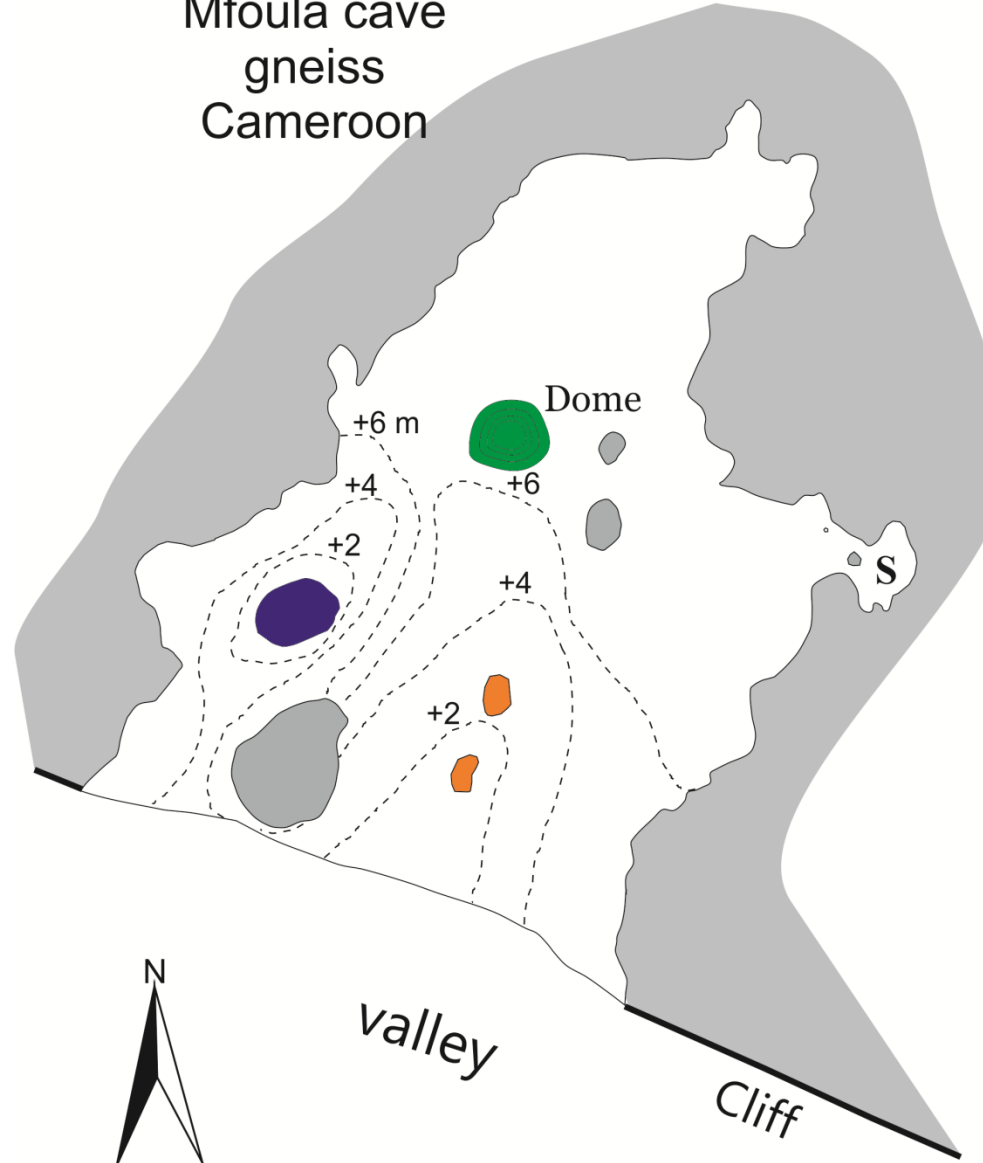 Mfoula cave
gneiss
Cameroon
Dome
+6 m
+4
+6
+2
S
+4
+2
N
valley
Cliff